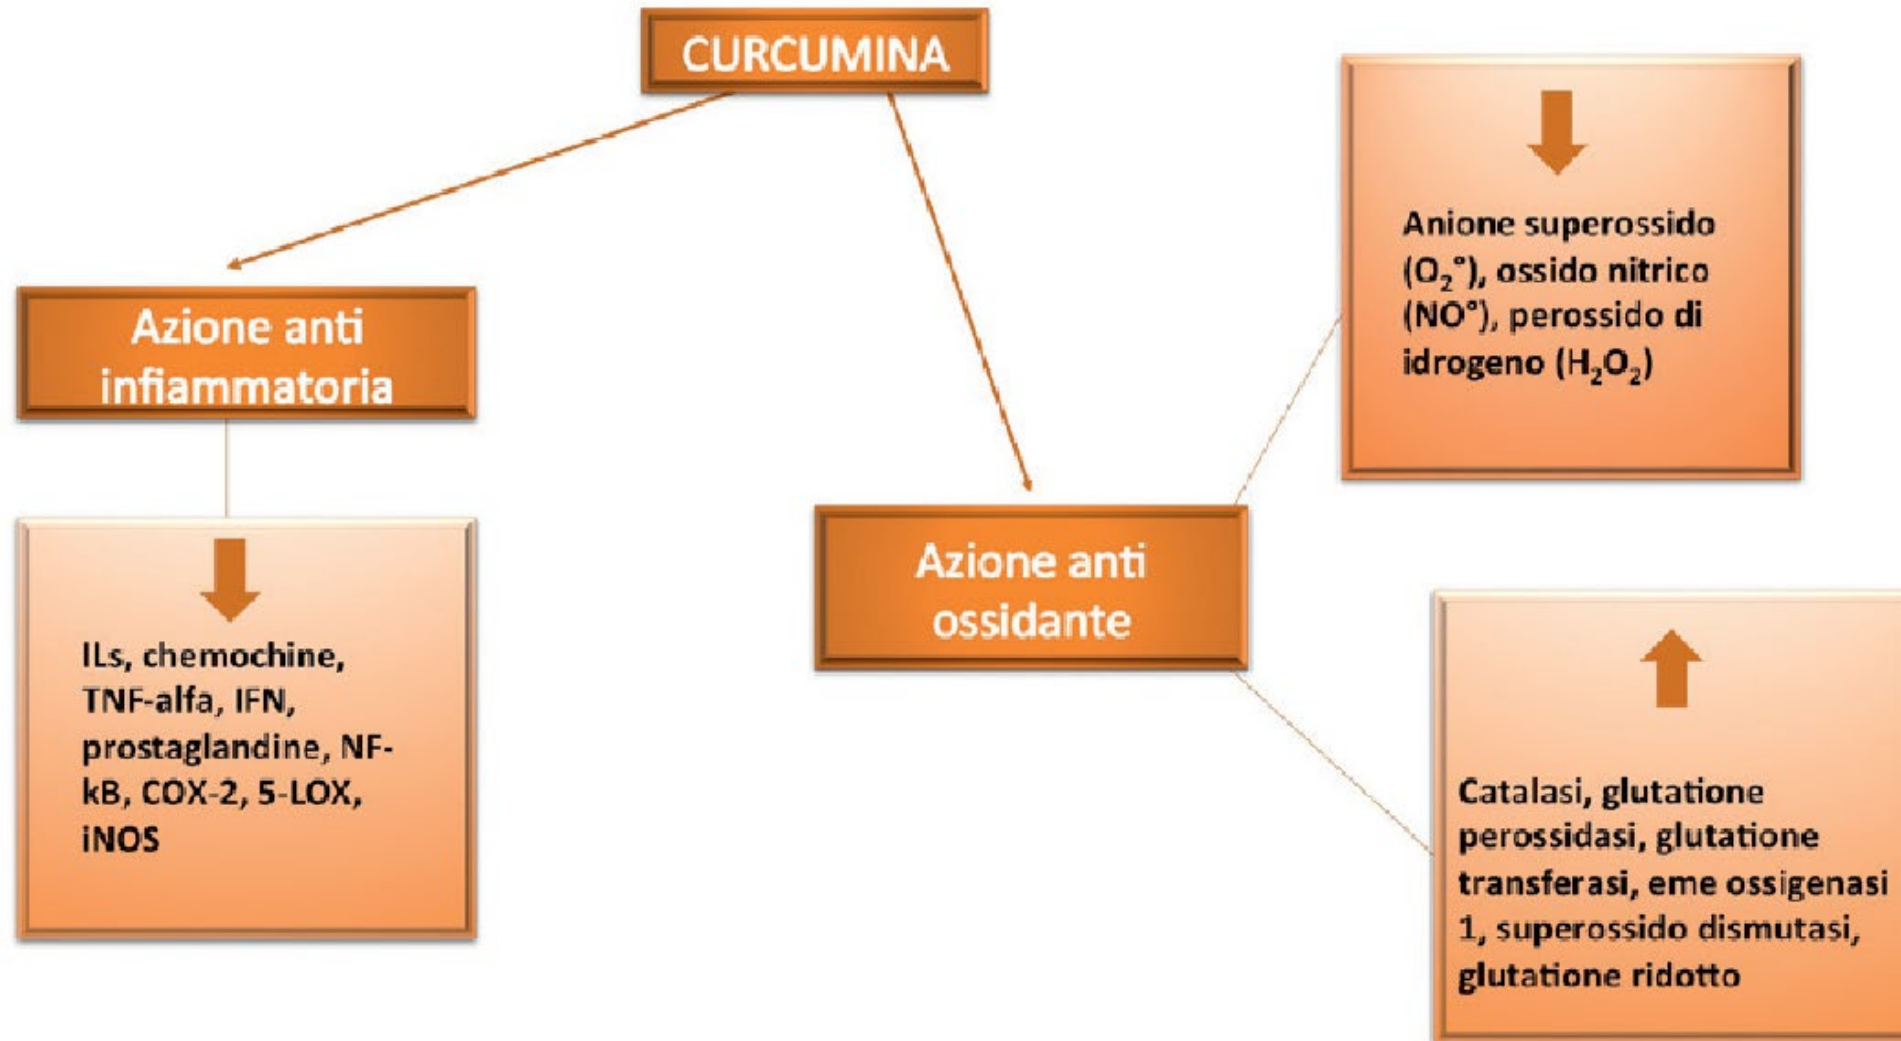 CURCUMINA
Azione anti
infiammatoria
ILs, chemochine,
TNF-alfa, IFN,
prostaglandine, NF-
kB, COX-2, 5-LOX,
iNOS
Azione anti
ossidante
Anione superossido
(O₂°), ossido nitrico
(NO°), perossido di
idrogeno (H₂O₂)
Catalasi, glutatione
perossidasi, glutatione
transferasi, eme ossigenasi
1, superossido dismutasi,
glutatione ridotto